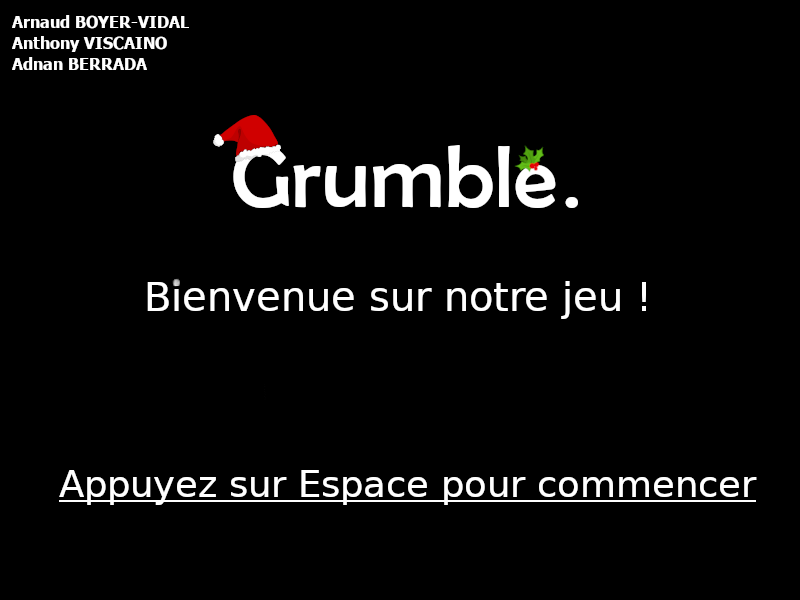 Arnaud BOYER-VIDAL
Anthony VISCAINO
Adnan BERRADA
Grumble.
Bienvenue sur notre jeu !
Appuyez sur Espace pour commencer